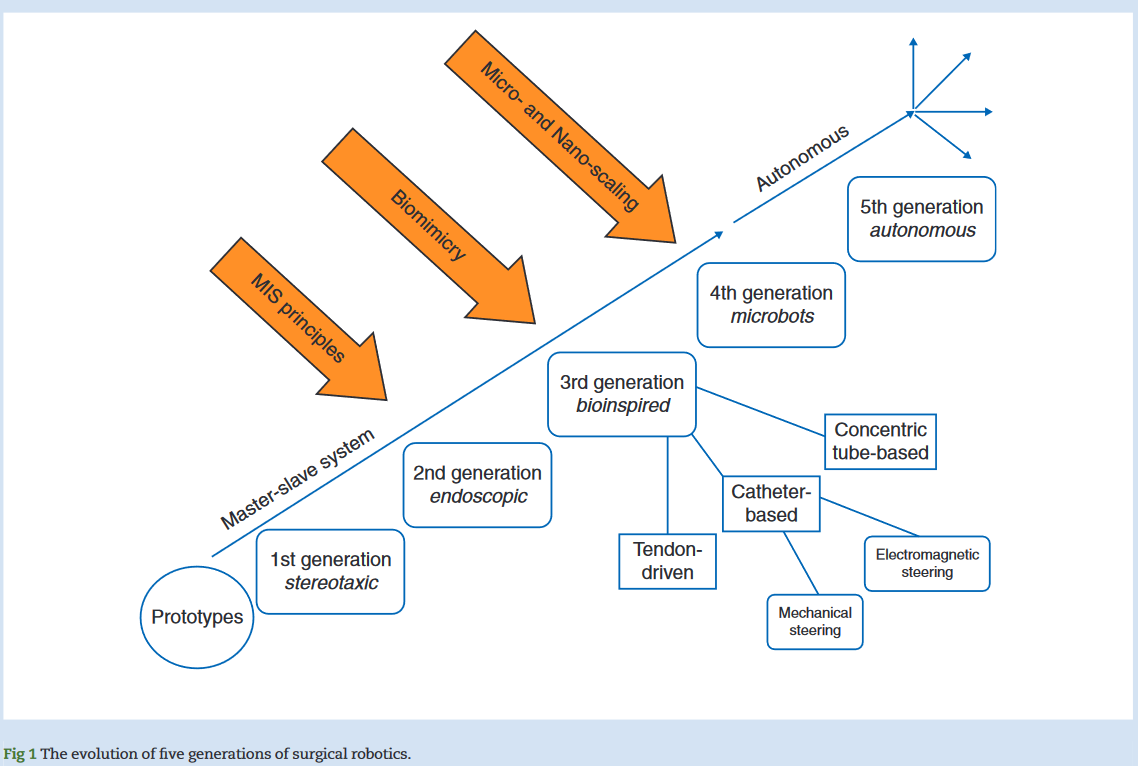 Micro- and Nano-scaling
Autonomous
Biomimicry
5th generation
autonomous
MIS principles
4th generation
microbots
3rd generation
bioinspired
Concentric
tube-based
Master-slave system
2nd generation
endoscopic
Catheter-
based
Tendon-
driven
Electromagnetic
steering
1st generation
stereotaxic
Mechanical
steering
Prototypes
Fig 1 The evolution of five generations of surgical robotics.